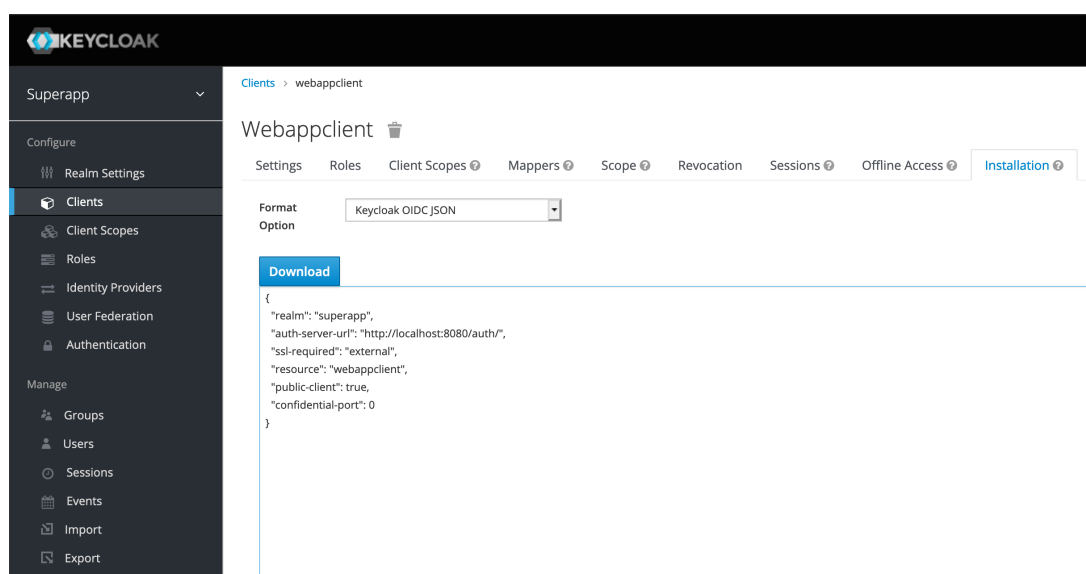 KEYCLOAK
Superapp
Configure
Realm Settings
Clients
Client Scopes
Roles
Identity Providers
User Federation
Authentication
Manage
Groups
Users
Sessions
Events
Import
Export
Clients > webappclient
Webappclient
Settings Roles Client Scopes Mappers Scope Revocation Sessions Offline Access Installation
Format Keycloak OIDC JSON
Option
Download
{
"realm": "superapp",
"auth-server-url": "http://localhost:8080/auth/",
"ssl-required": "external",
"resource": "webappclient",
"public-client": true,
"confidential-port": 0
}